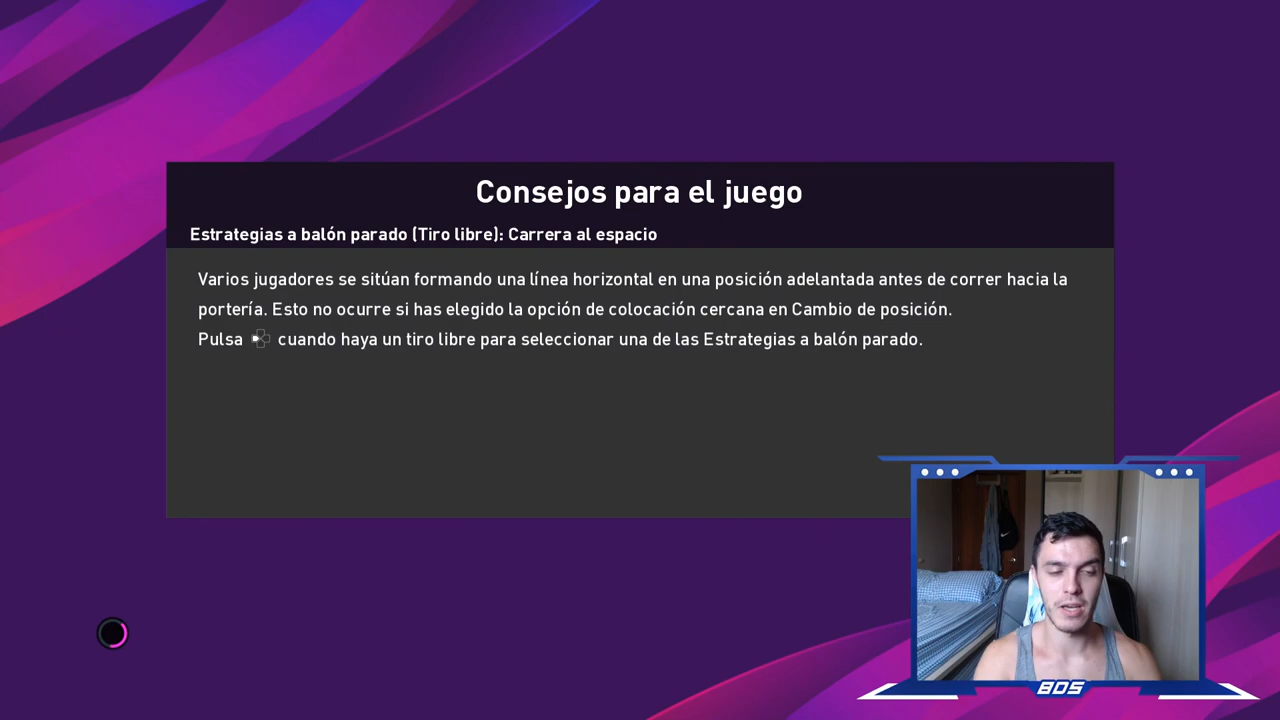 Consejos para el juego
Estrategias a balón parado (Tiro libre): Carrera al espacio
Varios jugadores se sitúan formando una línea horizontal en una posición adelantada antes de correr hacia la
portería. Esto no ocurre si has elegido la opción de colocación cercana en Cambio de posición.
Pulsa cuando haya un tiro libre para seleccionar una de las Estrategias a balón parado.
BDS